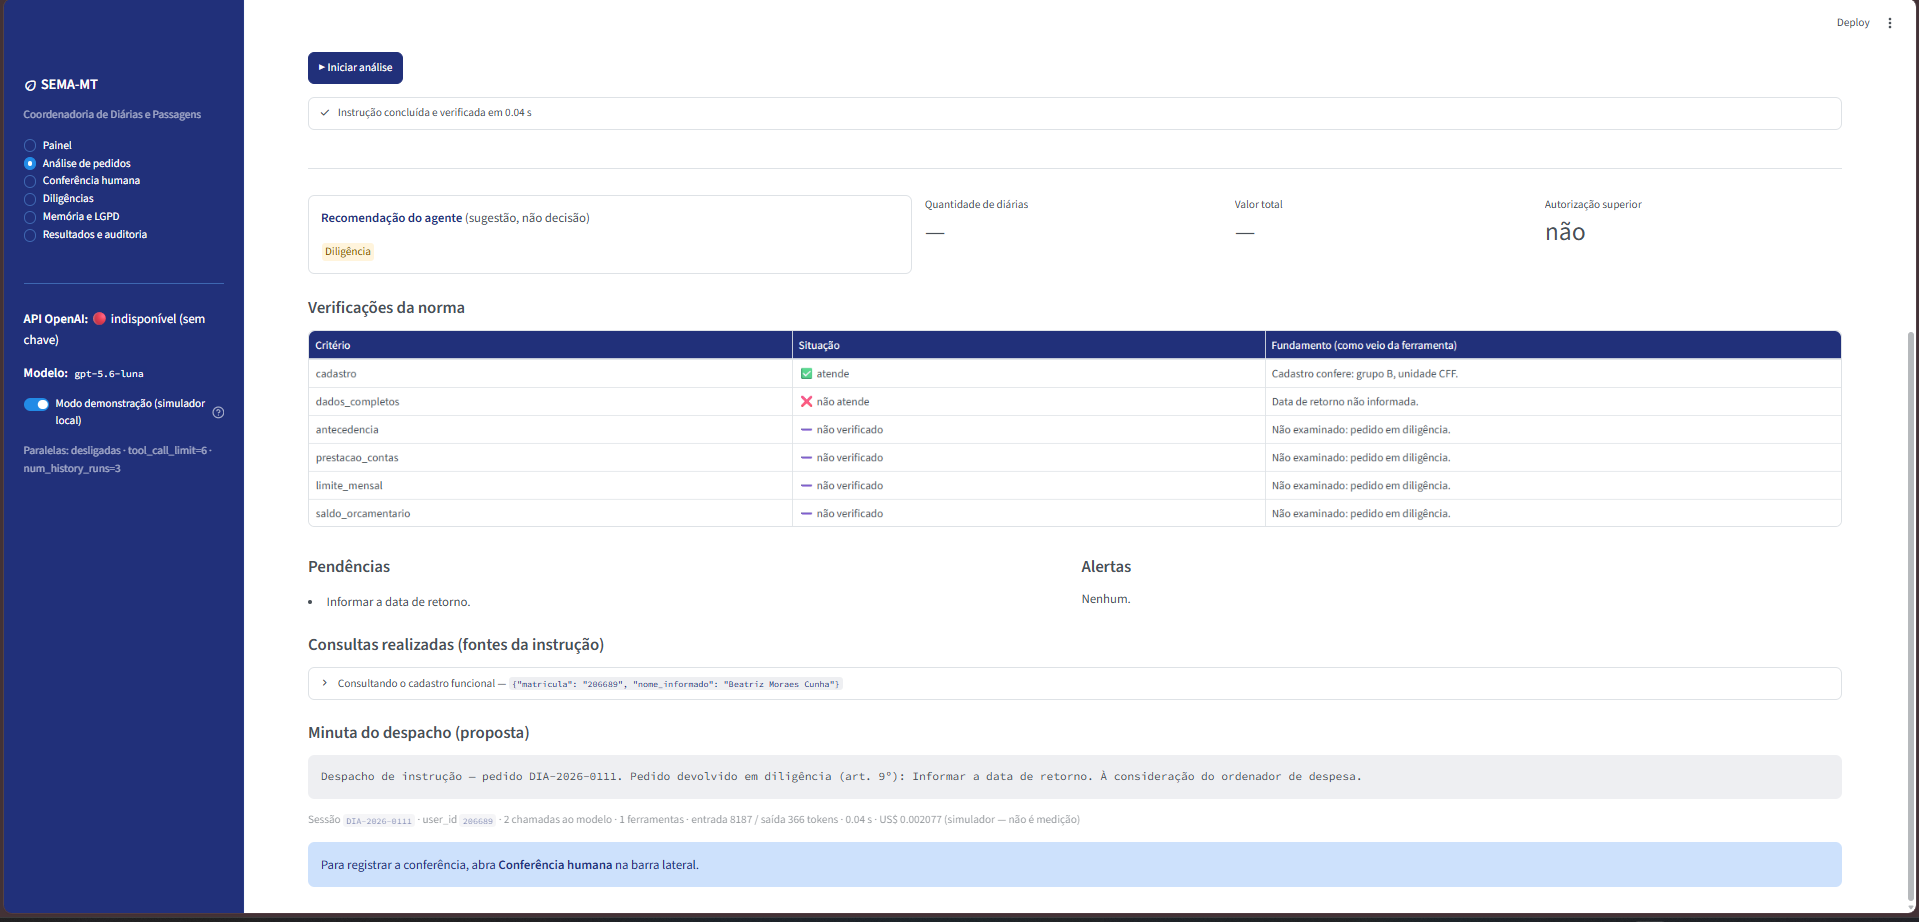 Deploy
SEMA-MT
Coordenadoria de Diárias e Passagens
Painel
Análise de pedidos
Conferência humana
Diligências
Memória e LGPD
Resultados e auditoria
API OpenAI: 🔴 indisponível (sem
chave)
Modelo: gpt-5.6-luna
Modo demonstração (simulador
local)
Paralelas: desligadas · tool_call_limit=6 ·
num_history_runs=3
▶ Iniciar análise
Instrução concluída e verificada em 0.04 s
Recomendação do agente (sugestão, não decisão)
Diligência
Quantidade de diárias
—
Valor total
—
Autorização superior
não
Verificações da norma
Critério Situação Fundamento (como veio da ferramenta)
cadastro ✅ atende Cadastro confere: grupo B, unidade CFF.
dados_completos ❌ não atende Data de retorno não informada.
antecedencia ➖ não verificado Não examinado: pedido em diligência.
prestacao_contas ➖ não verificado Não examinado: pedido em diligência.
limite_mensal ➖ não verificado Não examinado: pedido em diligência.
saldo_orcamentario ➖ não verificado Não examinado: pedido em diligência.
Pendências
• Informar a data de retorno.
Alertas
Nenhum.
Consultas realizadas (fontes da instrução)
Consultando o cadastro funcional — {"matricula": "206689", "nome_informado": "Beatriz Moraes Cunha"}
Minuta do despacho (proposta)
Despacho de instrução — pedido DIA-2026-0111. Pedido devolvido em diligência (art. 9º): Informar a data de retorno. À consideração do ordenador de despesa.
Sessão DIA-2026-0111 · user_id 206689 · 2 chamadas ao modelo · 1 ferramentas · entrada 8187 / saída 366 tokens · 0.04 s · US$ 0.002077 (simulador — não é medição)
Para registrar a conferência, abra Conferência humana na barra lateral.